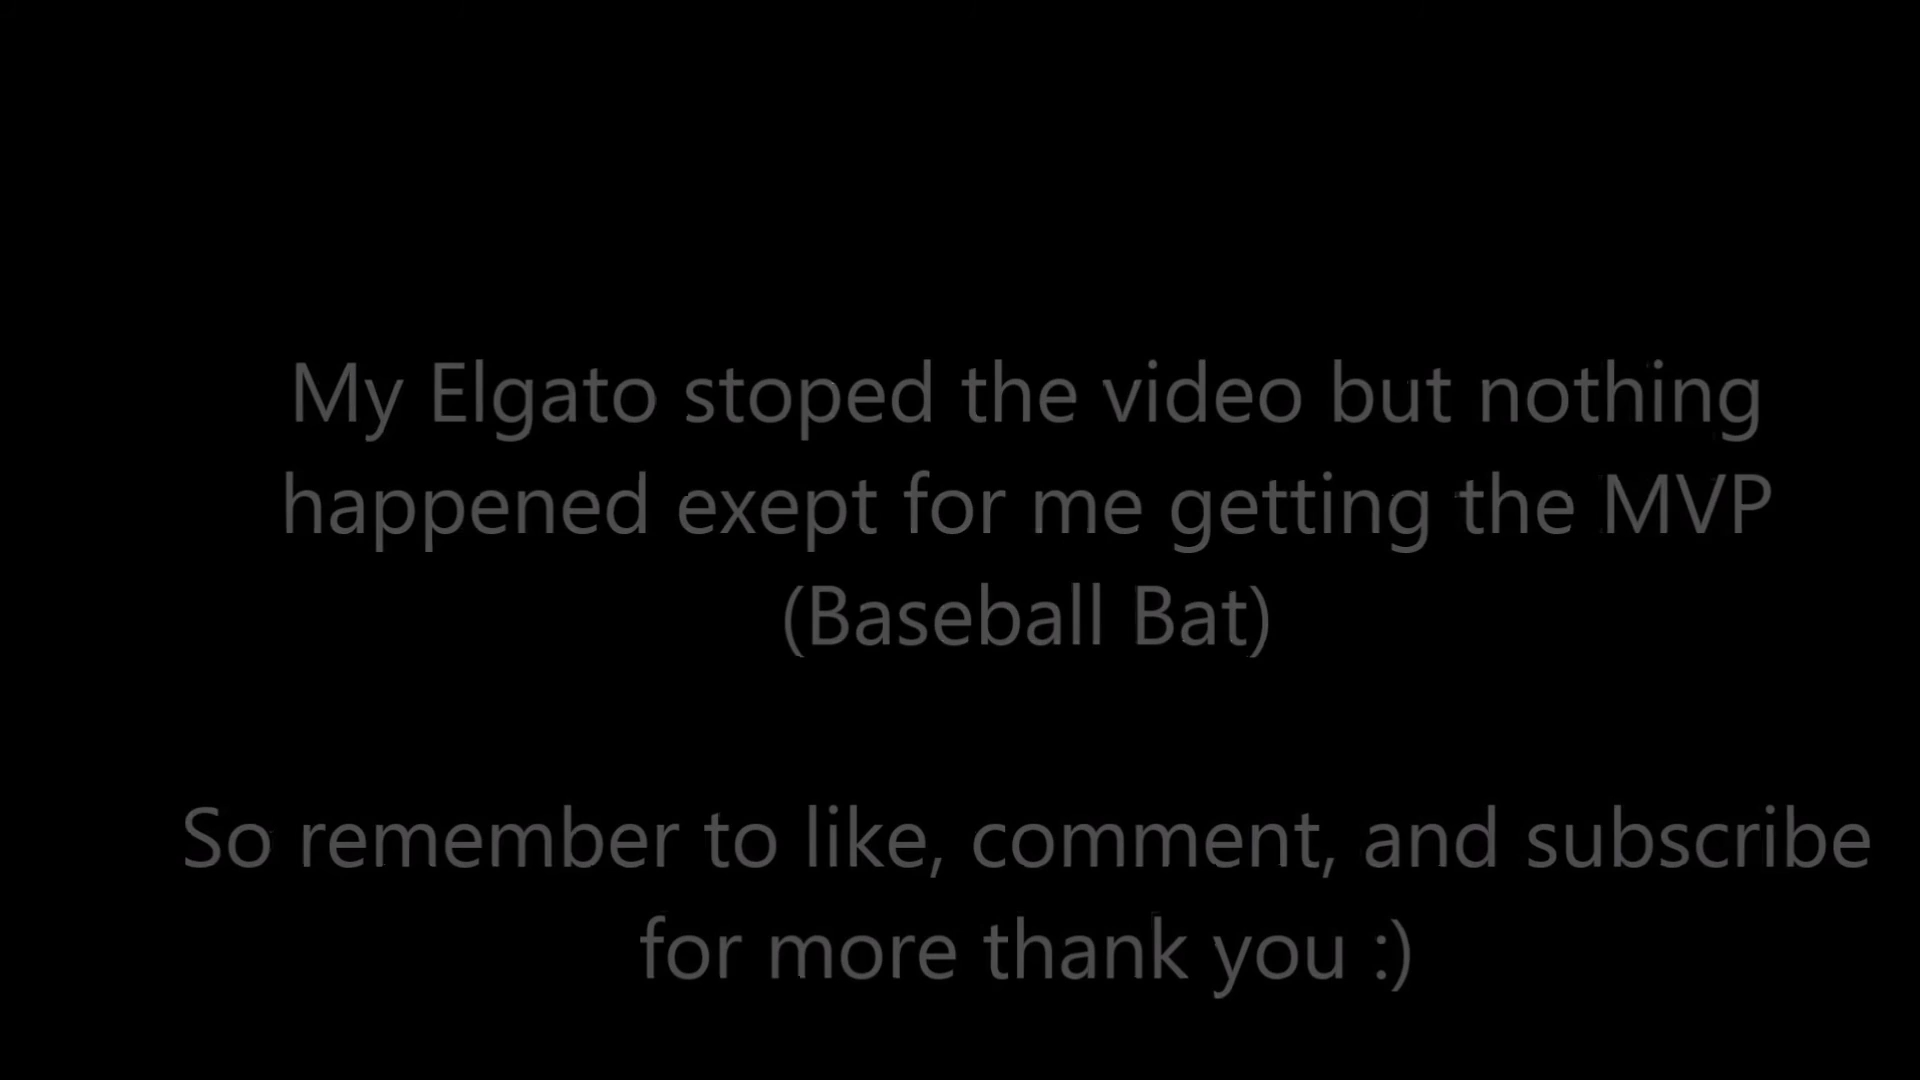 My Elgato stoped the video but nothing
happened exept for me getting the MVP
(Baseball Bat)
So remember to like, comment, and subscribe
for more thank you :)